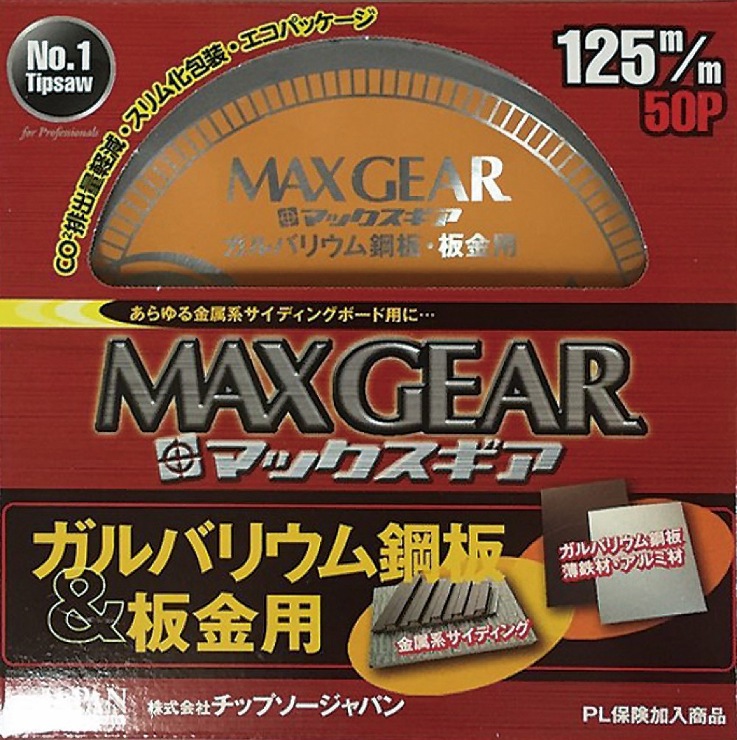 No.1
Tipsaw
for Professionals
CO²排出量軽減・スリム化包装・エコパッケージ
125m/m
50P
MAXGEAR
マックスギア
ガルバリウム鋼板・板金用
あらゆる金属系サイディングボード用に…
MAXGEAR
マックスギア
ガルバリウム鋼板
&板金用
ガルバリウム鋼板
薄鉄材・アルミ材
金属系サイディング
株式会社チップソージャパン
PL保険加入商品